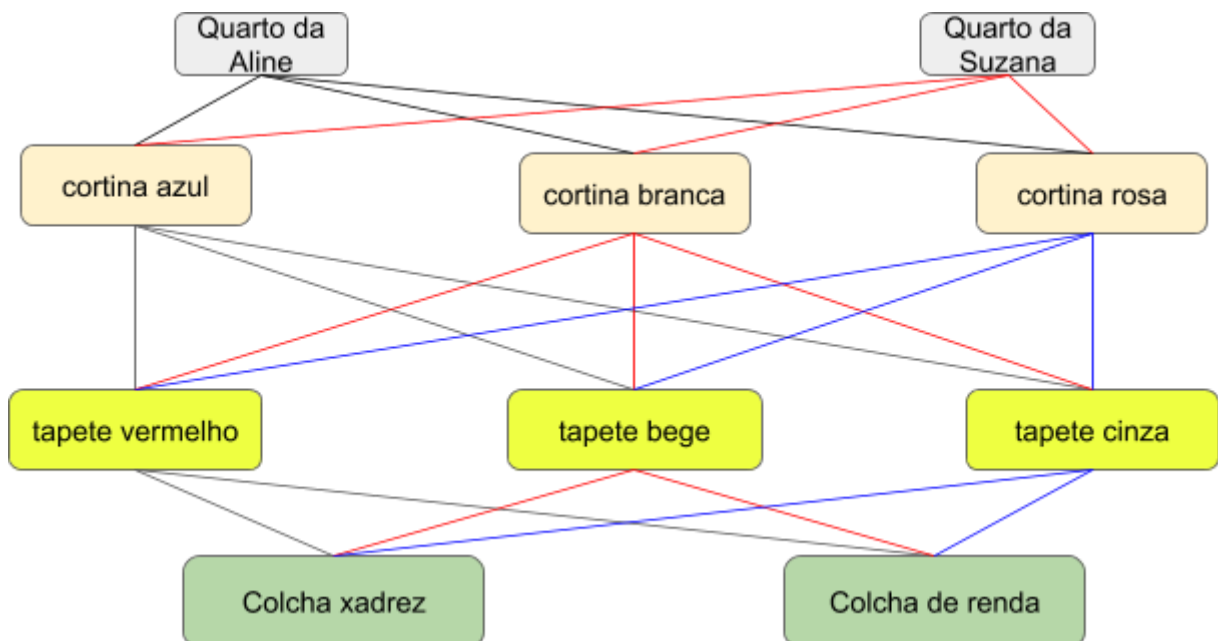 Quarto da
Aline
Quarto da
Suzana
cortina azul
cortina branca
cortina rosa
tapete vermelho
tapete bege
tapete cinza
Colcha xadrez
Colcha de renda